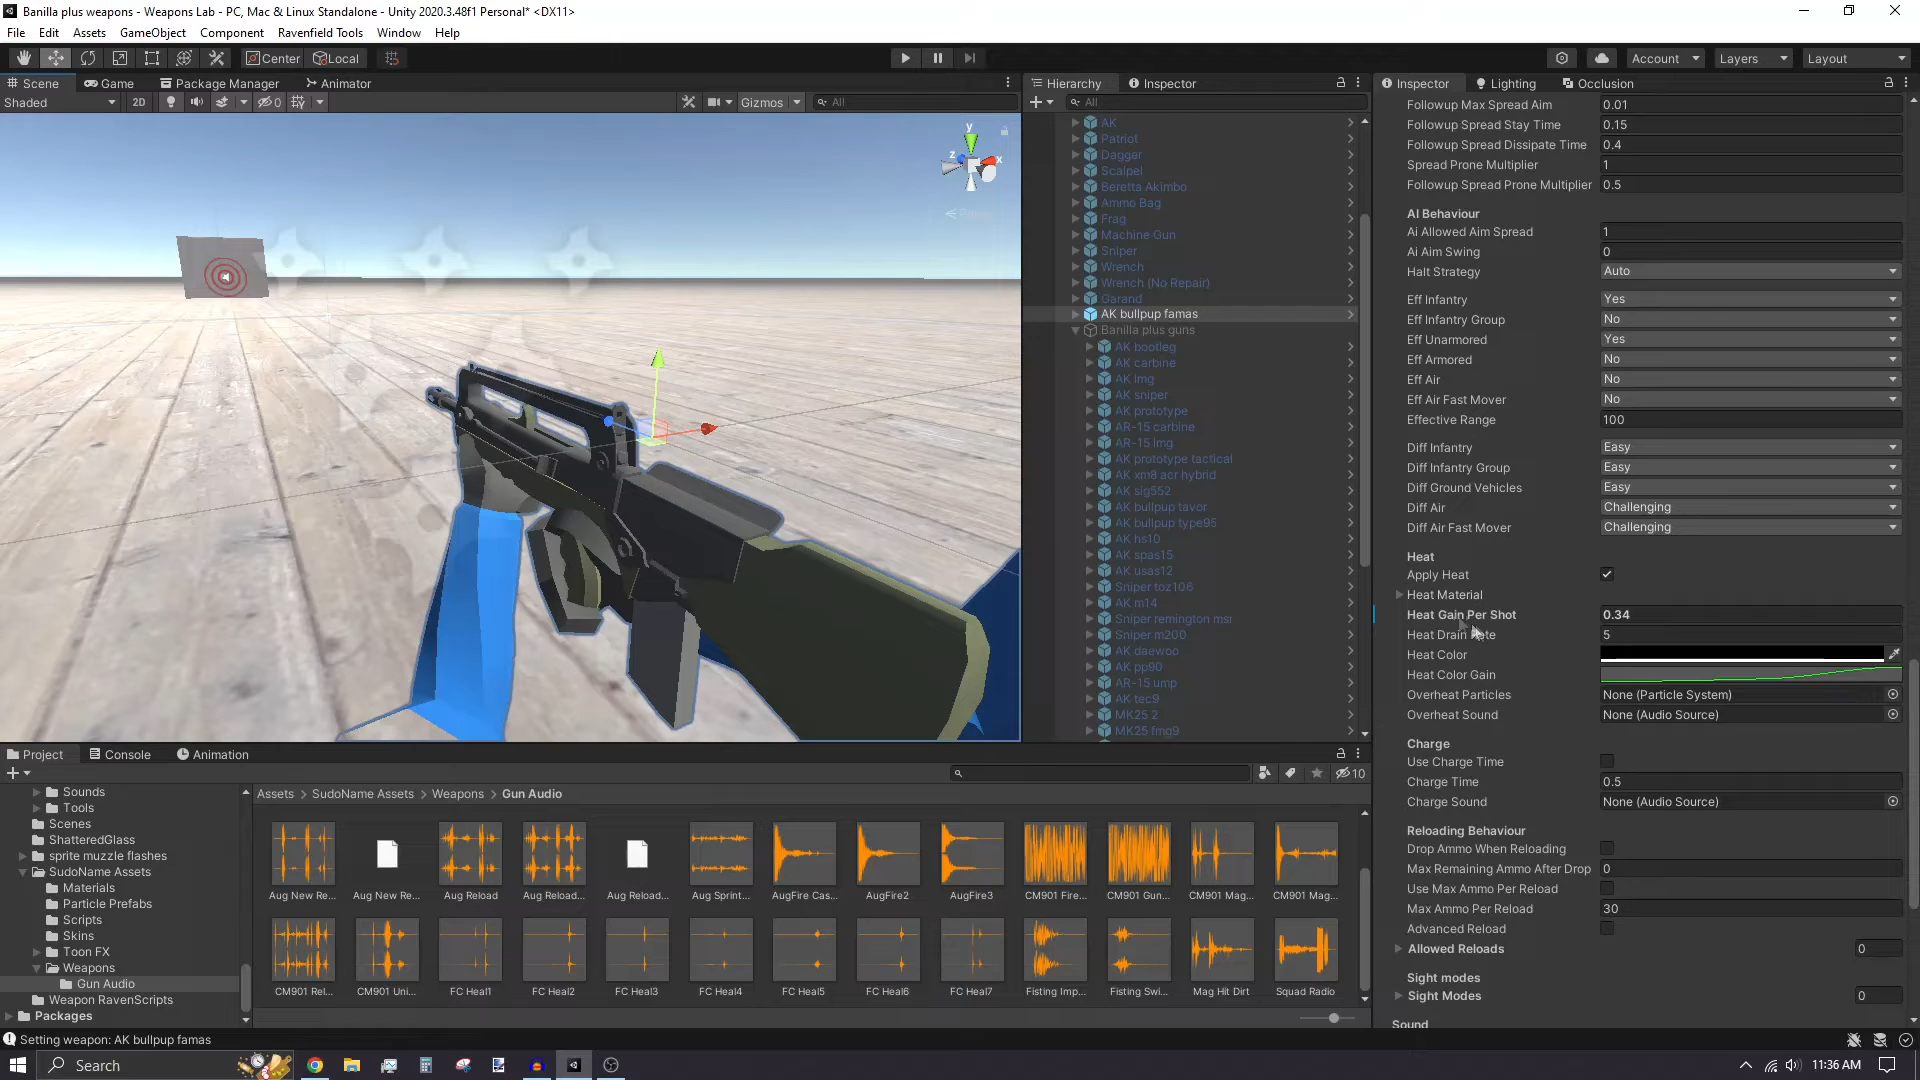 Banilla plus weapons - Weapons Lab - PC, Mac & Linux Standalone - Unity 2020.3.48f1 Personal* <DX11>
File Edit Assets GameObject Component Ravenfield Tools Window Help
Center Local Account Layers Layout
Scene Game Package Manager Animator
Shaded 2D 0 Gizmos All
y
z x
Hierarchy Inspector
All
AK
Patriot
Dagger
Scalpel
Beretta Akimbo
Ammo Bag
Frag
Machine Gun
Sniper
Wrench
Wrench (No Repair)
Garand
AK bullpup famas
Banilla plus guns
AK bootleg
AK carbine
AK lmg
AK sniper
AK prototype
AR-15 carbine
AR-15 lmg
AK prototype tactical
AK xm8 acr hybrid
AK sig552
AK bullpup tavor
AK bullpup type95
AK hs10
AK spas15
AK usas12
Sniper toz106
AK m14
Sniper remington msr
Sniper m200
AK daewoo
AK pp90
AR-15 ump
AK tec9
MK25 2
MK25 fmg9
Inspector Lighting Occlusion
Followup Max Spread Aim 0.01
Followup Spread Stay Time 0.15
Followup Spread Dissipate Time 0.4
Spread Prone Multiplier 1
Followup Spread Prone Multiplier 0.5
AI Behaviour
Ai Allowed Aim Spread 1
Ai Aim Swing 0
Halt Strategy Auto
Eff Infantry Yes
Eff Infantry Group No
Eff Unarmored Yes
Eff Armored No
Eff Air No
Eff Air Fast Mover No
Effective Range 100
Diff Infantry Easy
Diff Infantry Group Easy
Diff Ground Vehicles Easy
Diff Air Challenging
Diff Air Fast Mover Challenging
Heat
Apply Heat
Heat Material
Heat Gain Per Shot 0.34
Heat Drain 5
Heat Color
Heat Color Gain
Overheat Particles None (Particle System)
Overheat Sound None (Audio Source)
Charge
Use Charge Time
Charge Time 0.5
Charge Sound None (Audio Source)
Reloading Behaviour
Drop Ammo When Reloading
Max Remaining Ammo After Drop 0
Use Max Ammo Per Reload
Max Ammo Per Reload 30
Advanced Reload
Allowed Reloads 0
Sight modes
Sight Modes 0
Sound
Project Console Animation
10
Sounds
Tools
Scenes
ShatteredGlass
sprite muzzle flashes
SudoName Assets
Materials
Particle Prefabs
Scripts
Skins
Toon FX
Weapons
Gun Audio
Weapon RavenScripts
Packages
Assets > SudoName Assets > Weapons > Gun Audio
Aug New Re... Aug New Re... Aug Reload Aug Reload... Aug Reload... Aug Sprint... AugFire Cas... AugFire2 AugFire3 CM901 Fire... CM901 Gun... CM901 Mag... CM901 Mag...
CM901 Rel... CM901 Uni... FC Heal1 FC Heal2 FC Heal3 FC Heal4 FC Heal5 FC Heal6 FC Heal7 Fisting Imp... Fisting Swi... Mag Hit Dirt Squad Radio
Setting weapon: AK bullpup famas
Search 11:36 AM